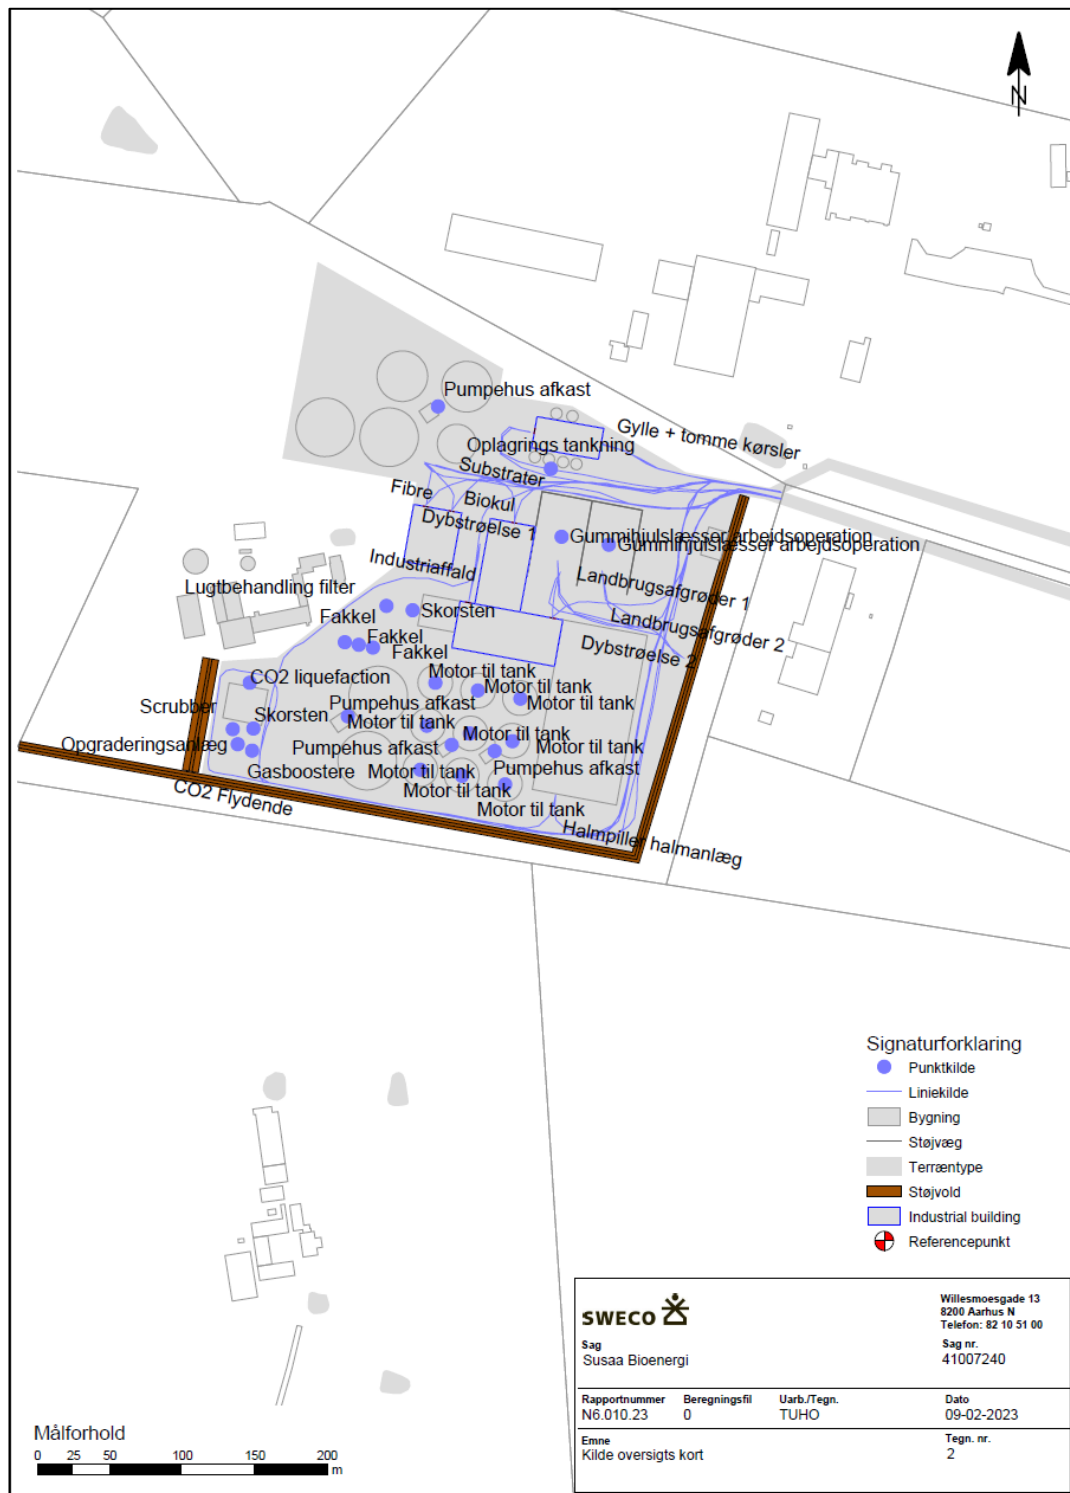 N
Pumpehus afkast
Gylle + tomme kørsler
Oplagrings tankning
Substrater
Fibre
Biokul
Dybstrøelse 1
Gummihjulslæsser arbejdsoperation
Gummihjulslæsser arbejdsoperation
Industriaffald
Landbrugsafgrøder 1
Lugtbehandling filter
Landbrugsafgrøder 2
Fakkel
Skorsten
Fakkel
Fakkel
Dybstrøelse 2
CO2 liquefaction
Motor til tank
Motor til tank
Motor til tank
Scrubber
Skorsten
Pumpehus afkast
Motor til tank
Motor til tank
Opgraderingsanlæg
Pumpehus afkast
Motor til tank
Gasboostere
Motor til tank
Pumpehus afkast
CO2 Flydende
Motor til tank
Motor til tank
Halmpiller halmanlæg
Signaturforklaring
Punktkilde
Liniekilde
Bygning
Støjvæg
Terræntype
Støjvold
Industrial building
Referencepunkt
SWECO
Willesmoesgade 13
8200 Aarhus N
Telefon: 82 10 51 00
Sag
Susaa Bioenergi
Sag nr.
41007240
Rapportnummer Beregningsfil Uarb./Tegn. Dato
N6.010.23 0 TUHO 09-02-2023
Emne
Kilde oversigts kort
Tegn. nr.
2
Målforhold
0 25 50 100 150 200
m